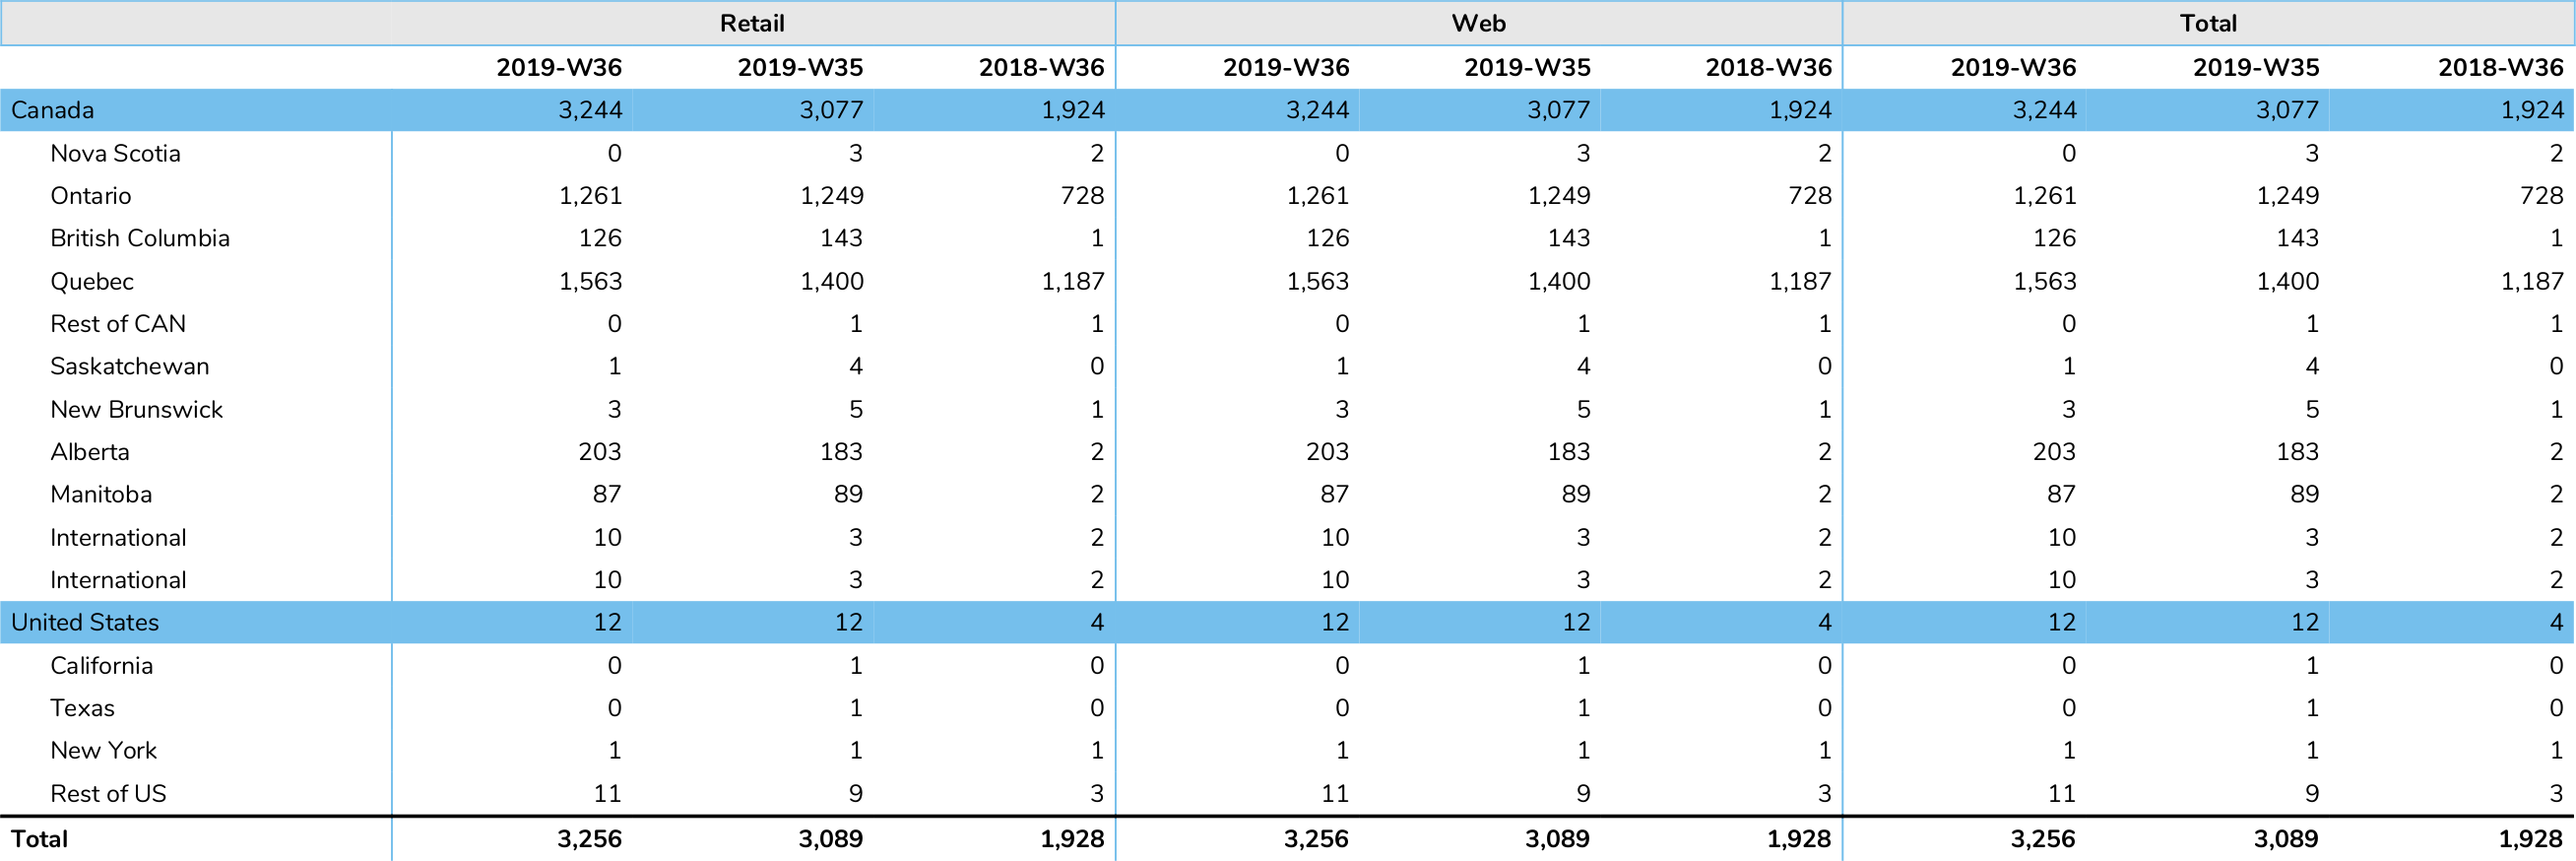 Retail Web Total
2019-W36 2019-W35 2018-W36 2019-W36 2019-W35 2018-W36 2019-W36 2019-W35 2018-W36
Canada 3,244 3,077 1,924 3,244 3,077 1,924 3,244 3,077 1,924
Nova Scotia 0 3 2 0 3 2 0 3 2
Ontario 1,261 1,249 728 1,261 1,249 728 1,261 1,249 728
British Columbia 126 143 1 126 143 1 126 143 1
Quebec 1,563 1,400 1,187 1,563 1,400 1,187 1,563 1,400 1,187
Rest of CAN 0 1 1 0 1 1 0 1 1
Saskatchewan 1 4 0 1 4 0 1 4 0
New Brunswick 3 5 1 3 5 1 3 5 1
Alberta 203 183 2 203 183 2 203 183 2
Manitoba 87 89 2 87 89 2 87 89 2
International 10 3 2 10 3 2 10 3 2
International 10 3 2 10 3 2 10 3 2
United States 12 12 4 12 12 4 12 12 4
California 0 1 0 0 1 0 0 1 0
Texas 0 1 0 0 1 0 0 1 0
New York 1 1 1 1 1 1 1 1 1
Rest of US 11 9 3 11 9 3 11 9 3
Total 3,256 3,089 1,928 3,256 3,089 1,928 3,256 3,089 1,928